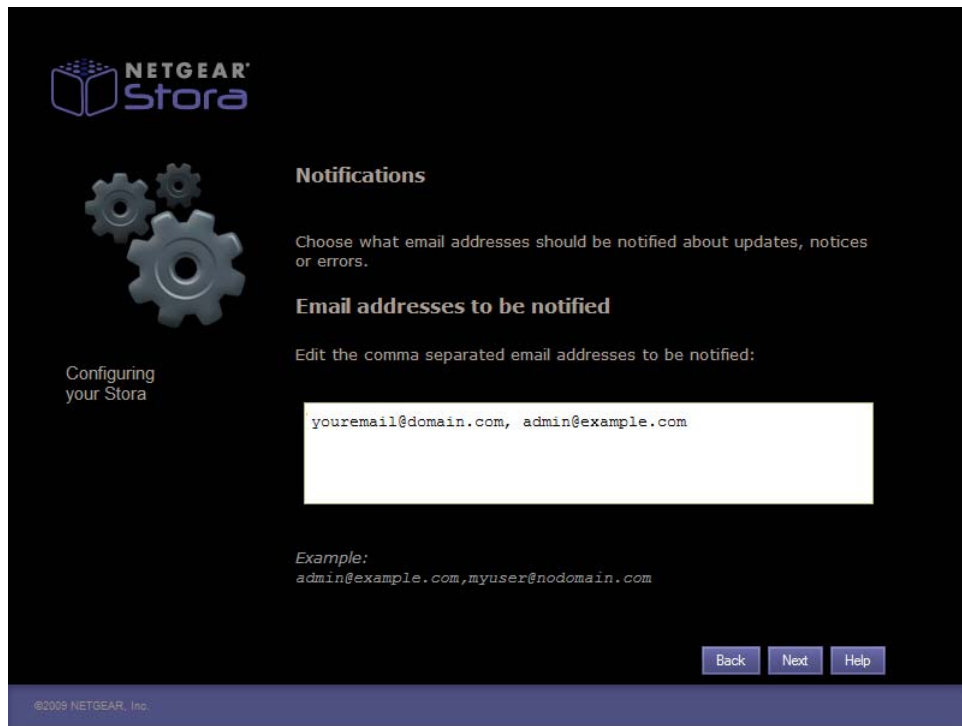 NETGEAR®
Stora
Notifications
Choose what email addresses should be notified about updates, notices
or errors.
Email addresses to be notified
Edit the comma separated email addresses to be notified:
Configuring
your Stora
youremail@domain.com, admin@example.com
Example:
admin@example.com,myuser@nodomain.com
Back
Next
Help
©2009 NETGEAR, Inc.